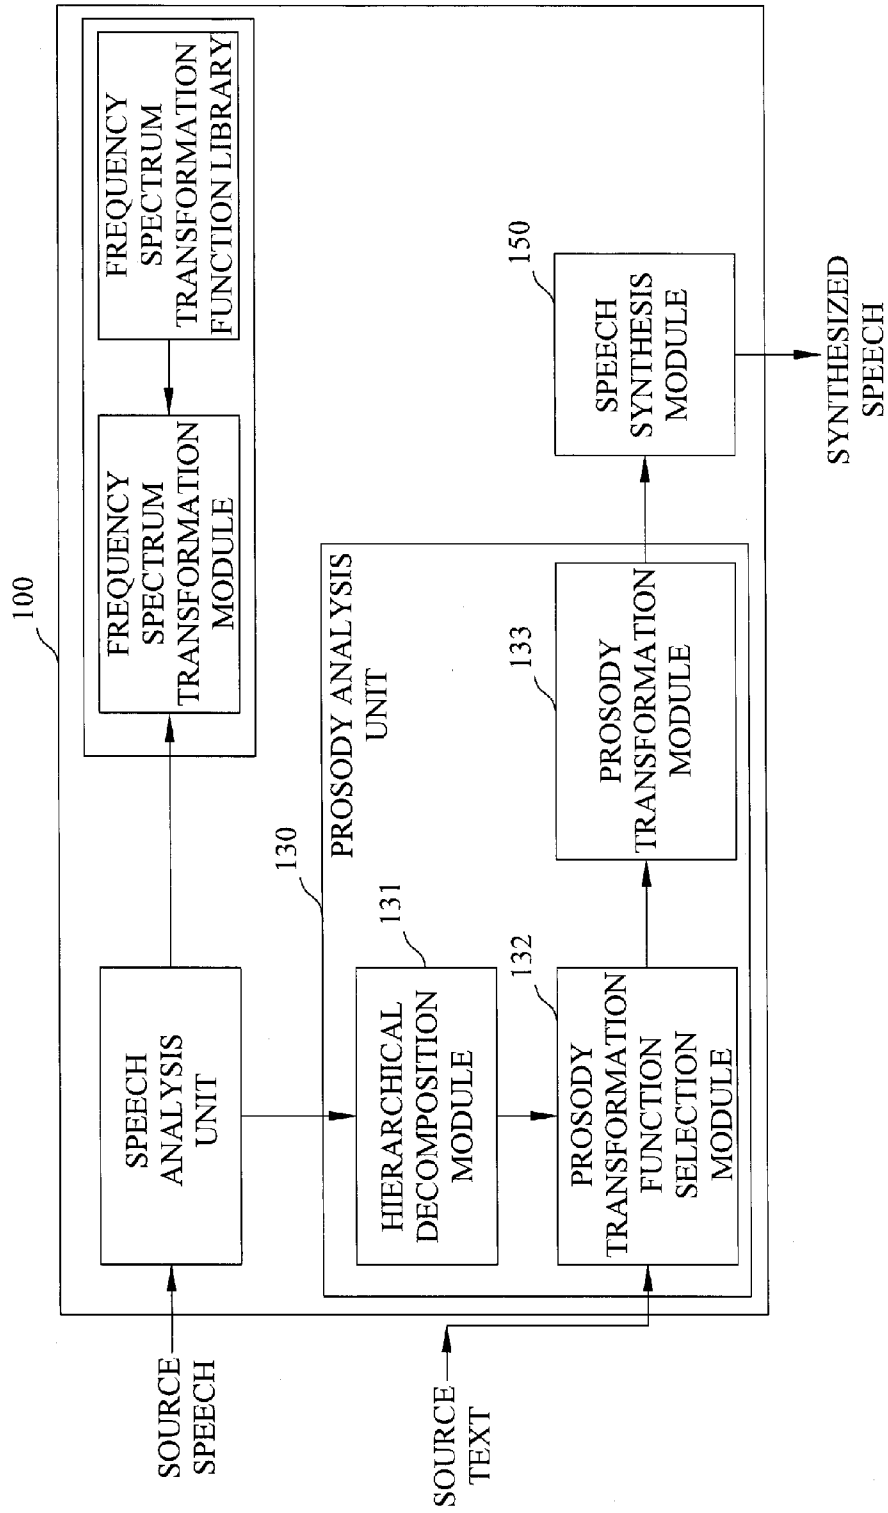 100
SOURCE
SPEECH
SPEECH
ANALYSIS
UNIT
FREQUENCY
SPECTRUM
TRANSFORMATION
MODULE
FREQUENCY
SPECTRUM
TRANSFORMATION
FUNCTION LIBRARY
130
PROSODY ANALYSIS
UNIT
131
HIERARCHICAL
DECOMPOSITION
MODULE
SOURCE
TEXT
132
PROSODY
TRANSFORMATION
FUNCTION
SELECTION
MODULE
133
PROSODY
TRANSFORMATION
MODULE
150
SPEECH
SYNTHESIS
MODULE
SYNTHESIZED
SPEECH